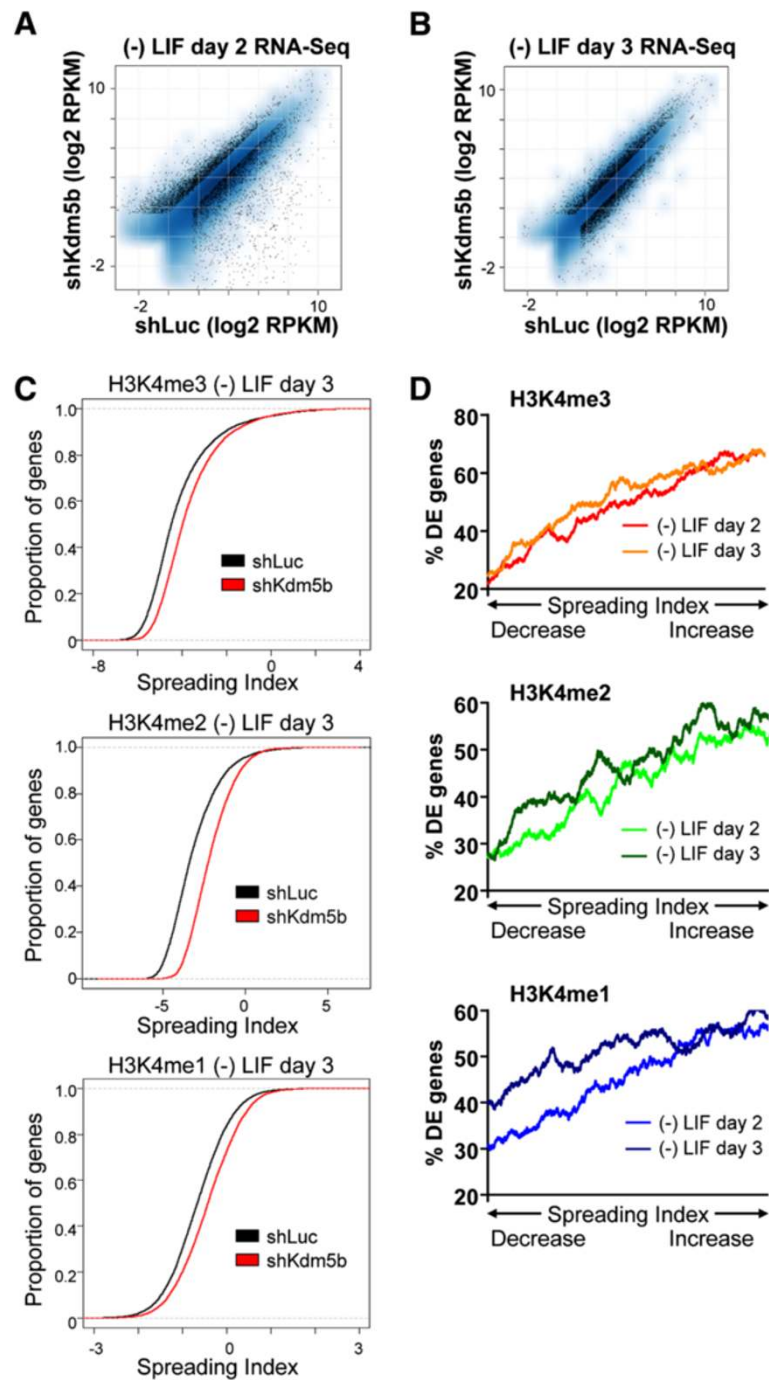 A
(-) LIF day 2 RNA-Seq
shKdm5b (log2 RPKM)
10
-2
-2
10
shLuc (log2 RPKM)
B
(-) LIF day 3 RNA-Seq
shKdm5b (log2 RPKM)
10
-2
-2
10
shLuc (log2 RPKM)
C
H3K4me3 (-) LIF day 3
Proportion of genes
1.0
0.8
0.6
0.4
0.2
0
shLuc
shKdm5b
-8
-4
0
4
Spreading Index
H3K4me2 (-) LIF day 3
Proportion of genes
1.0
0.8
0.6
0.4
0.2
0
shLuc
shKdm5b
-5
0
5
Spreading Index
H3K4me1 (-) LIF day 3
Proportion of genes
1.0
0.8
0.6
0.4
0.2
0
shLuc
shKdm5b
-3
0
3
Spreading Index
D
H3K4me3
% DE genes
80
60
40
20
(-) LIF day 2
(-) LIF day 3
Spreading Index
Decrease Increase
H3K4me2
% DE genes
60
50
40
30
20
(-) LIF day 2
(-) LIF day 3
Spreading Index
Decrease Increase
H3K4me1
% DE genes
60
50
40
30
20
(-) LIF day 2
(-) LIF day 3
Spreading Index
Decrease Increase